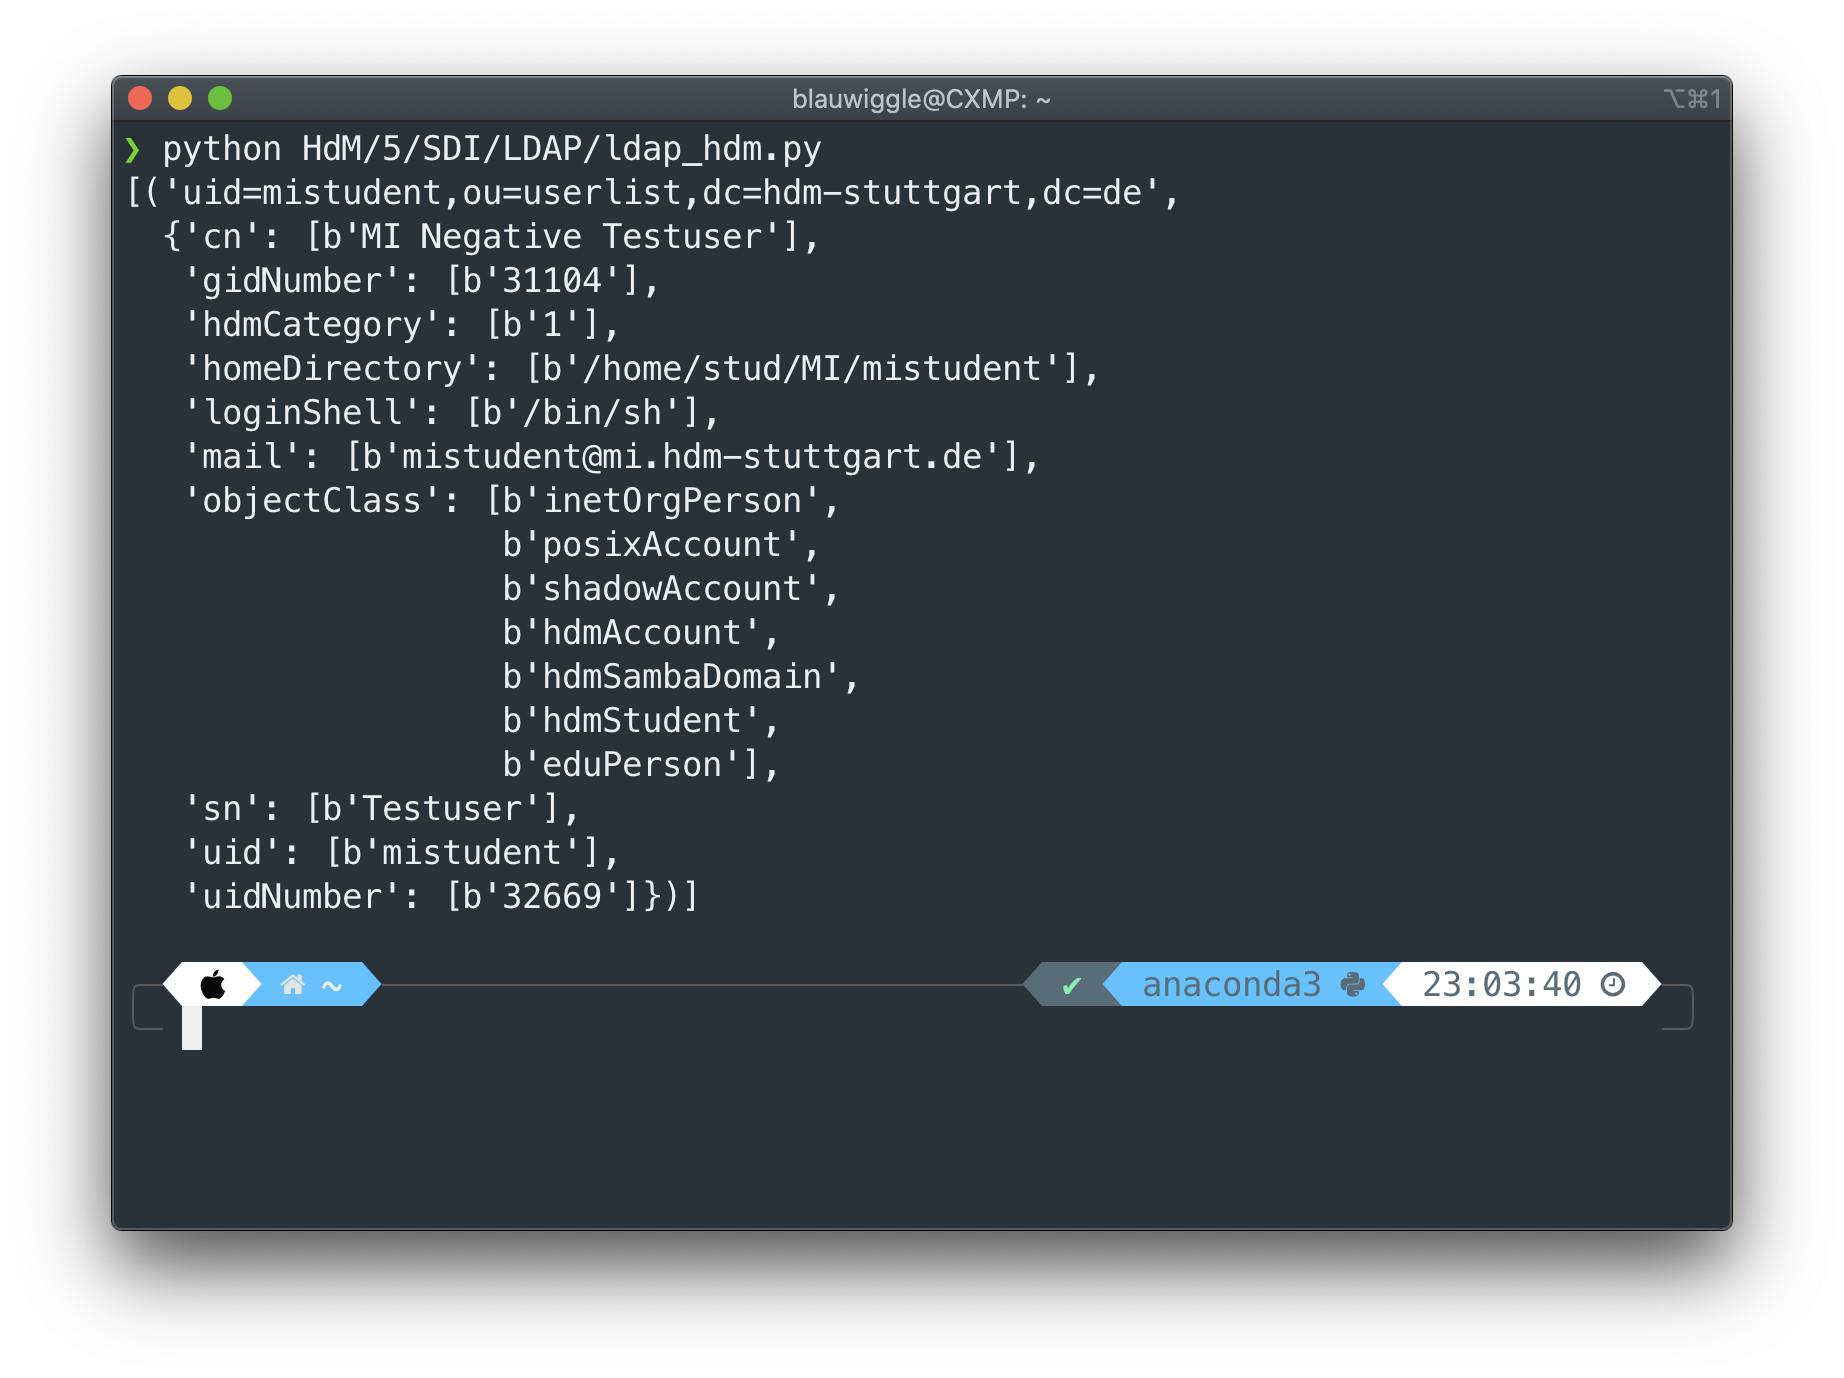 blauwiggle@CXMP: ~ ⌥⌘1
❯ python HdM/5/SDI/LDAP/ldap_hdm.py
[('uid=mistudent,ou=userlist,dc=hdm-stuttgart,dc=de',
  {'cn': [b'MI Negative Testuser'],
   'gidNumber': [b'31104'],
   'hdmCategory': [b'1'],
   'homeDirectory': [b'/home/stud/MI/mistudent'],
   'loginShell': [b'/bin/sh'],
   'mail': [b'mistudent@mi.hdm-stuttgart.de'],
   'objectClass': [b'inetOrgPerson',
                   b'posixAccount',
                   b'shadowAccount',
                   b'hdmAccount',
                   b'hdmSambaDomain',
                   b'hdmStudent',
                   b'eduPerson'],
   'sn': [b'Testuser'],
   'uid': [b'mistudent'],
   'uidNumber': [b'32669']})]
~ ✔ anaconda3 23:03:40